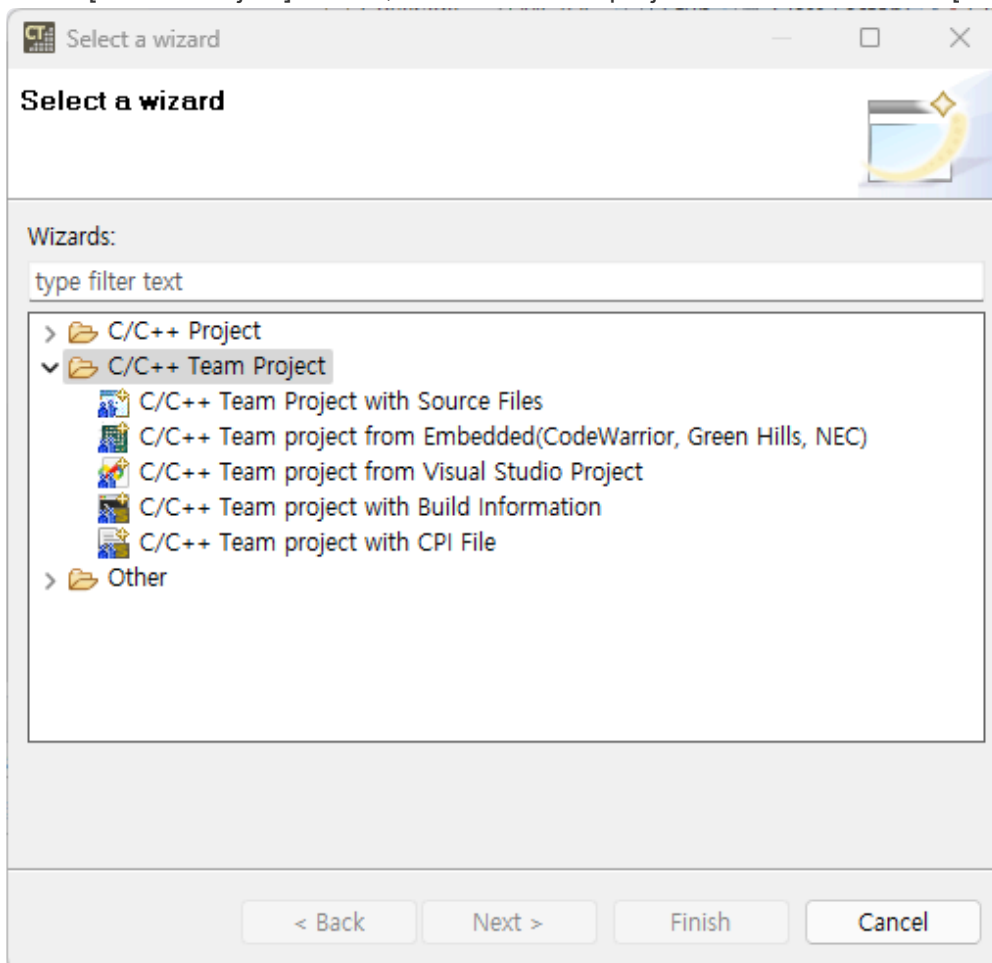 CT
Select a wizard
Select a wizard
Wizards:
type filter text
C/C++ Project
C/C++ Team Project
C/C++ Team Project with Source Files
C/C++ Team project from Embedded(CodeWarrior, Green Hills, NEC)
C/C++ Team project from Visual Studio Project
C/C++ Team project with Build Information
C/C++ Team project with CPI File
Other
< Back Next > Finish Cancel